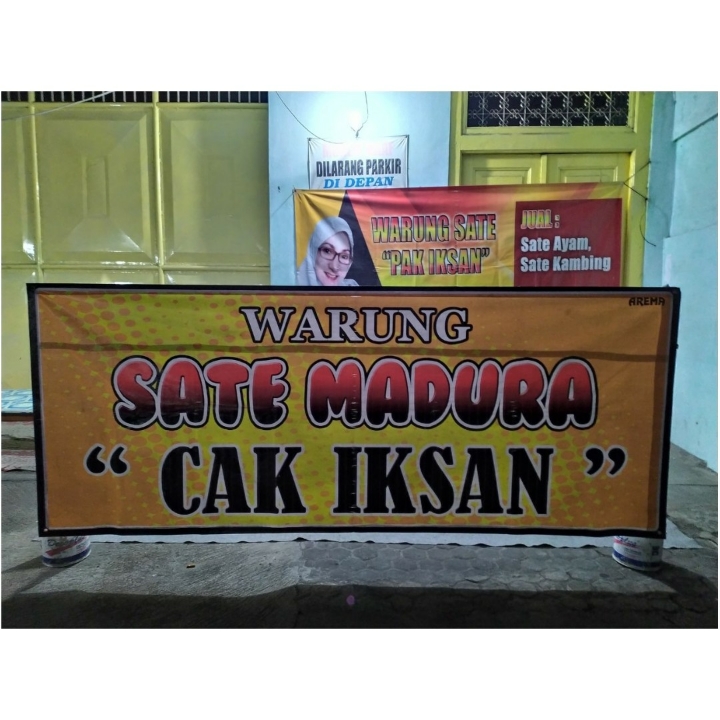 DILARANG PARKIR
DI DEPAN
WARUNG SATE
"PAK IKSAN"
JUAL :
Sate Ayam,
Sate Kambing
AREMA
WARUNG
SATE MADURA
“ CAK IKSAN ”